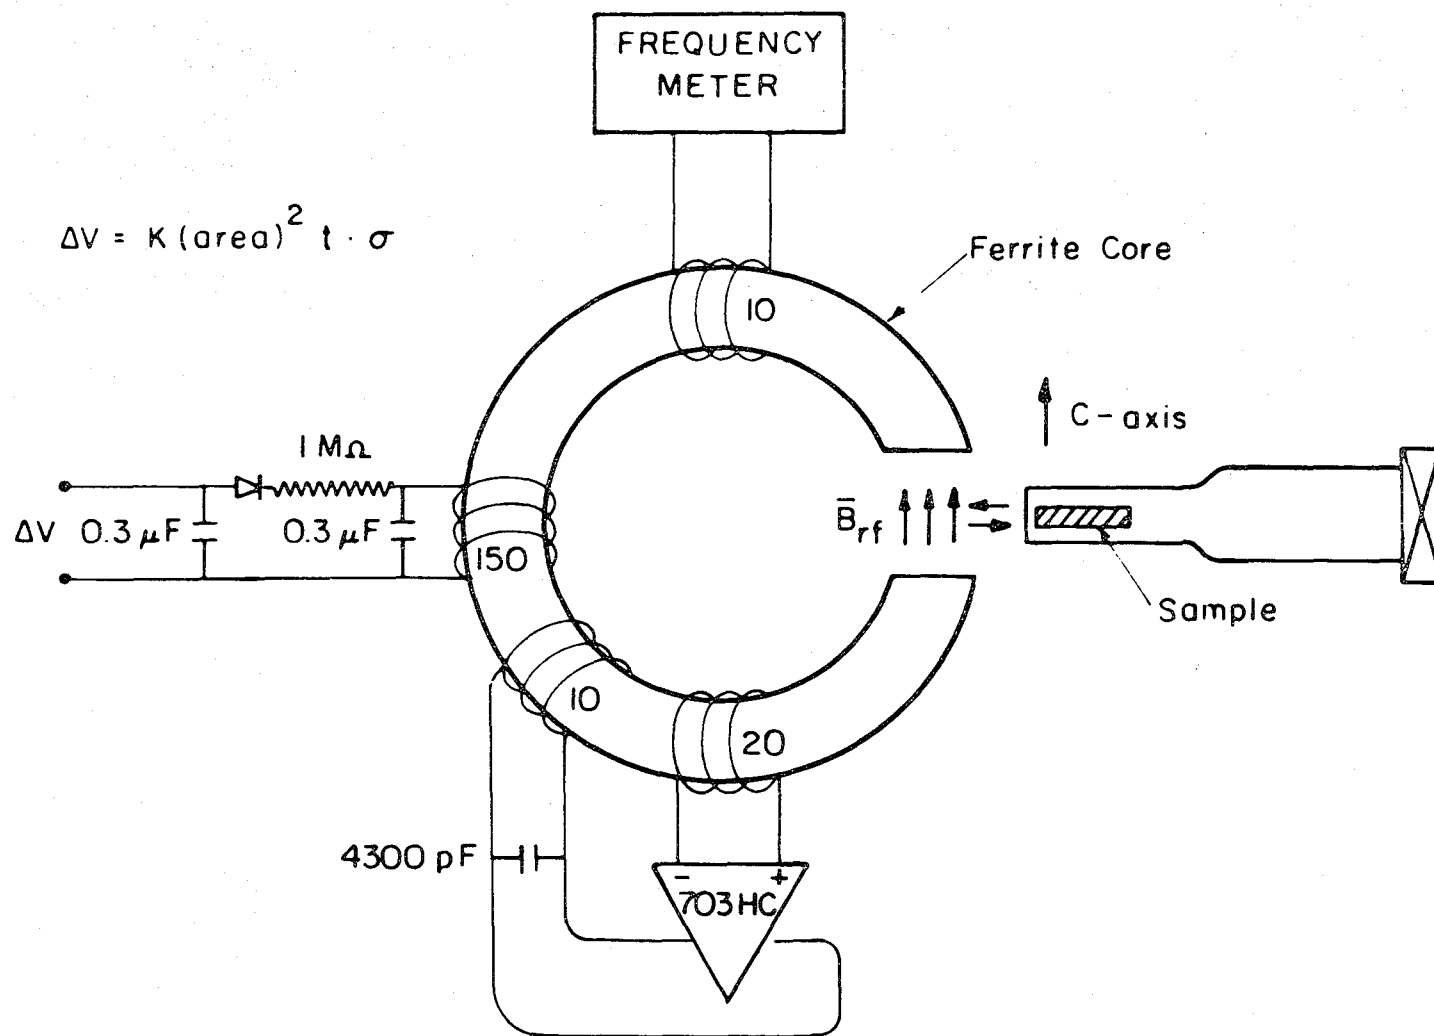 FREQUENCY
METER
ΔV = K (area)² t · σ
Ferrite Core
10
C-axis
1 MΩ
B̅rf
ΔV
0.3 μF
0.3 μF
150
Sample
10
20
4300 pF
- +
703HC